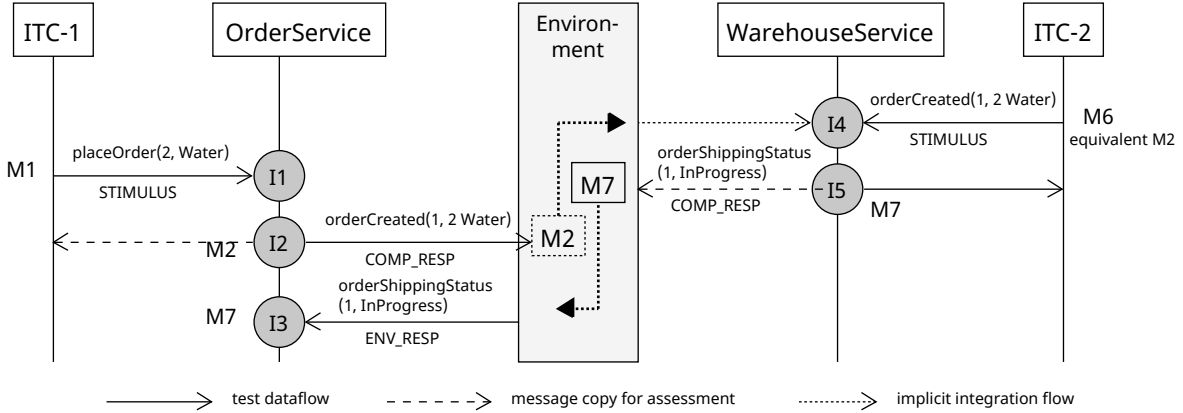 ITC-1
OrderService
Environ-
ment
WarehouseService
ITC-2
orderCreated(1, 2 Water)
I4
M6
STIMULUS
equivalent M2
placeOrder(2, Water)
M1
I1
STIMULUS
orderShippingStatus
(1, InProgress)
M7
I5
COMP_RESP
M7
orderCreated(1, 2 Water)
M2
I2
M2
COMP_RESP
orderShippingStatus
(1, InProgress)
M7
I3
ENV_RESP
test dataflow
message copy for assessment
implicit integration flow